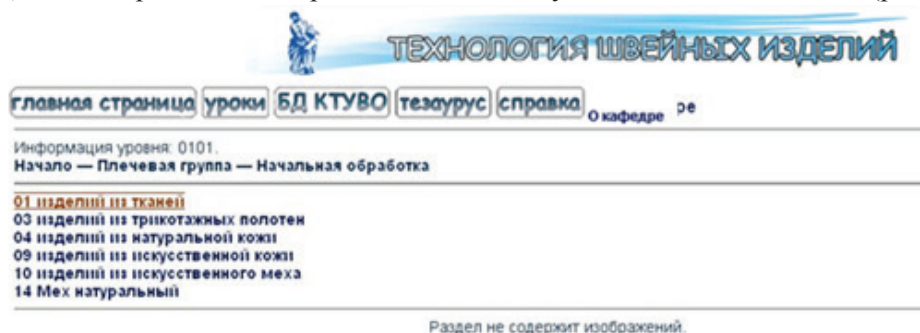 ТЕХНОЛОГИЯ ШВЕЙНЫХ ИЗДЕЛИЙ
главная страница уроки БД КТУВО тезаурус справка О кафедре ре
Информация уровня: 0101.
Начало — Плечевая группа — Начальная обработка
01 изделий из тканей
03 изделий из трикотажных полотен
04 изделий из натуральной кожи
09 изделий из искусственной кожи
10 изделий из искусственного меха
14 Мех натуральный
Раздел не содержит изображений.